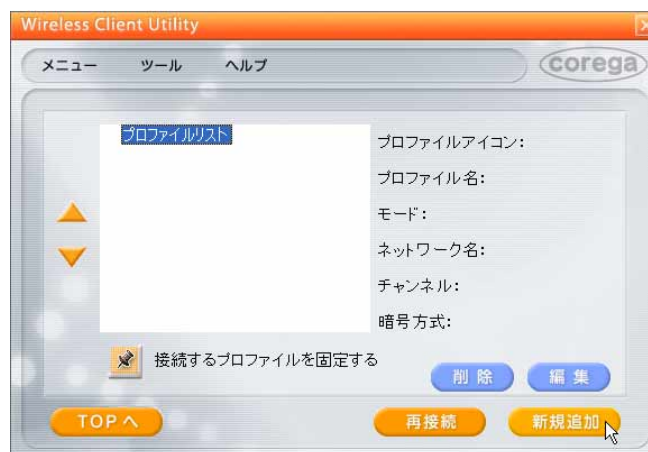 Wireless Client Utility
メニュー ツール ヘルプ corega
プロファイルリスト
プロファイルアイコン:
プロファイル名:
モード:
ネットワーク名:
チャンネル:
暗号方式:
接続するプロファイルを固定する
削除 編集
TOPへ 再接続 新規追加